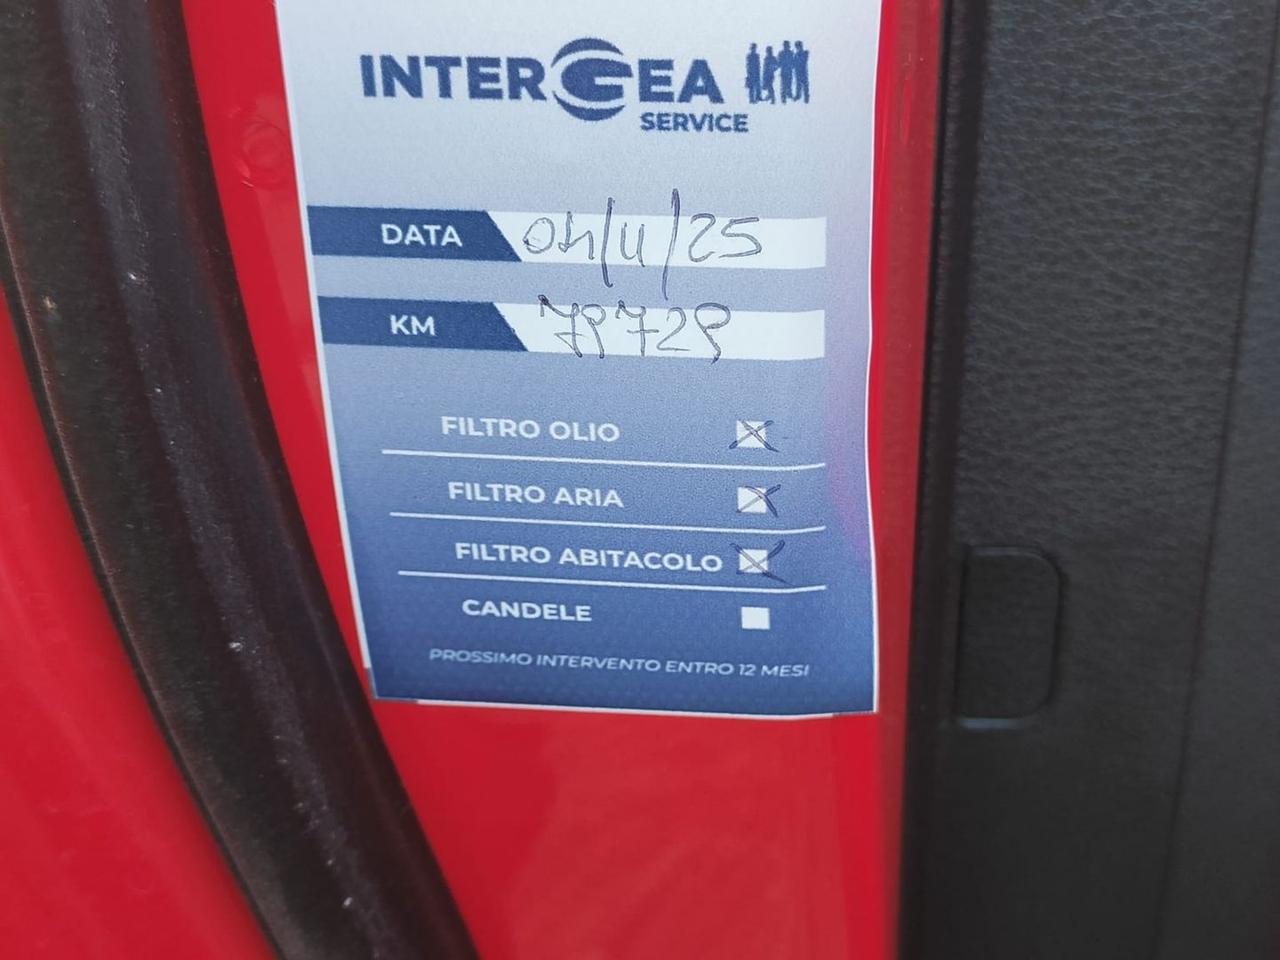 INTERGEA
SERVICE
DATA 04/11/25
KM 79729
FILTRO OLIO
FILTRO ARIA
FILTRO ABITACOLO
CANDELE
PROSSIMO INTERVENTO ENTRO 12 MESI